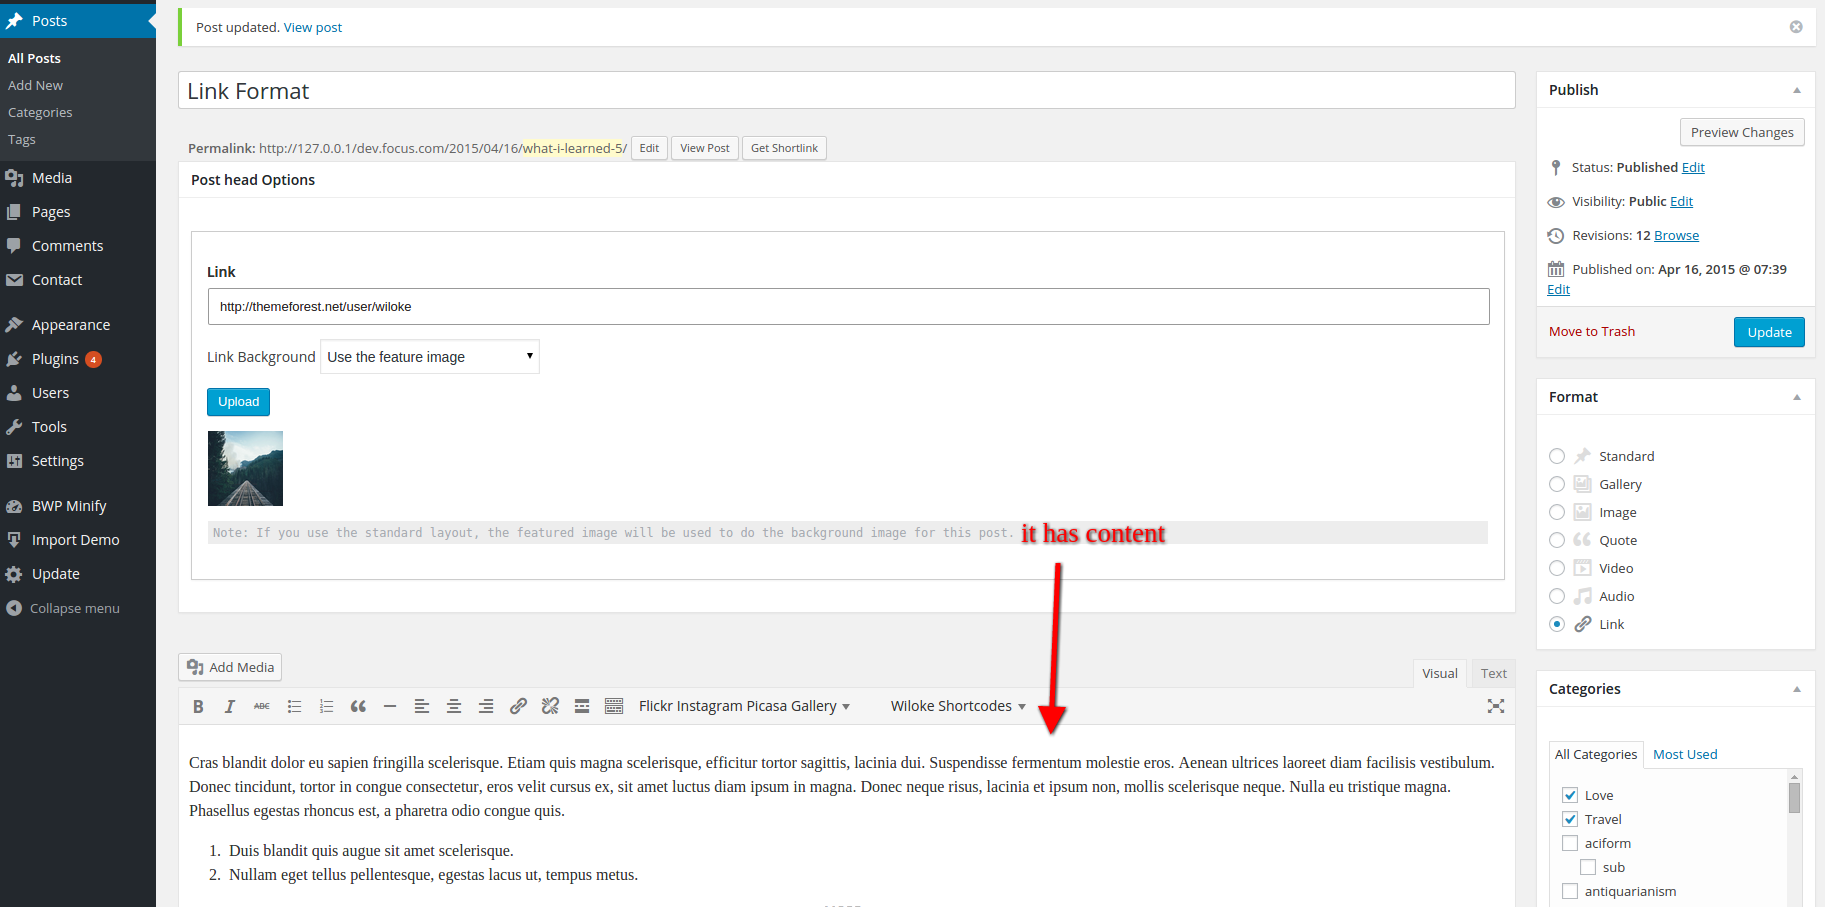 Posts
All Posts
Add New
Categories
Tags
Media
Pages
Comments
Contact
Appearance
Plugins 4
Users
Tools
Settings
BWP Minify
Import Demo
Update
Collapse menu
Post updated. View post
Link Format
Permalink: http://127.0.0.1/dev.focus.com/2015/04/16/what-i-learned-5/ Edit View Post Get Shortlink
Post head Options
Link
http://themeforest.net/user/wiloke
Link Background Use the feature image
Upload
Note: If you use the standard layout, the featured image will be used to do the background image for this post.
it has content
Add Media
Visual Text
B I ABC Flickr Instagram Picasa Gallery Wiloke Shortcodes
Cras blandit dolor eu sapien fringilla scelerisque. Etiam quis magna scelerisque, efficitur tortor sagittis, lacinia dui. Suspendisse fermentum molestie eros. Aenean ultrices laoreet diam facilisis vestibulum.
Donec tincidunt, tortor in congue consectetur, eros velit cursus ex, sit amet luctus diam ipsum in magna. Donec neque risus, lacinia et ipsum non, mollis scelerisque neque. Nulla eu tristique magna.
Phasellus egestas rhoncus est, a pharetra odio congue quis.
1. Duis blandit quis augue sit amet scelerisque.
2. Nullam eget tellus pellentesque, egestas lacus ut, tempus metus.
Publish
Preview Changes
Status: Published Edit
Visibility: Public Edit
Revisions: 12 Browse
Published on: Apr 16, 2015 @ 07:39
Edit
Move to Trash Update
Format
Standard
Gallery
Image
Quote
Video
Audio
Link
Categories
All Categories Most Used
Love
Travel
aciform
sub
antiquarianism